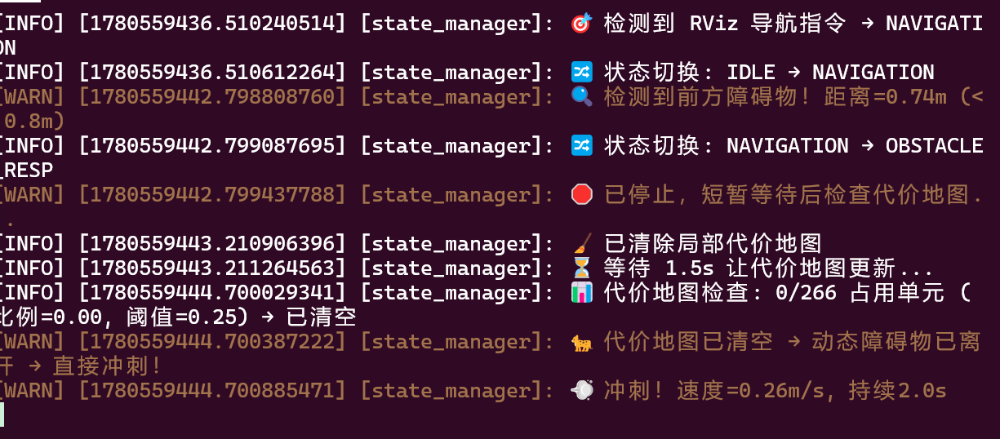 [INFO] [1780559436.510240514] [state_manager]: 🎯 检测到 RViz 导航指令 → NAVIGATI
ON
[INFO] [1780559436.510612264] [state_manager]: 🔀 状态切换: IDLE → NAVIGATION
[WARN] [1780559442.798808760] [state_manager]: 🔍 检测到前方障碍物! 距离=0.74m (<
0.8m)
[INFO] [1780559442.799087695] [state_manager]: 🔀 状态切换: NAVIGATION → OBSTACLE
_RESP
[WARN] [1780559442.799437788] [state_manager]: 🛑 已停止, 短暂等待后检查代价地图.
.
[INFO] [1780559443.210906396] [state_manager]: 🧹 已清除局部代价地图
[INFO] [1780559443.211264563] [state_manager]: ⏳ 等待 1.5s 让代价地图更新...
[INFO] [1780559444.700029341] [state_manager]: 📊 代价地图检查: 0/266 占用单元 (
比例=0.00, 阈值=0.25) → 已清空
[WARN] [1780559444.700387222] [state_manager]: 🐆 代价地图已清空 → 动态障碍物已离
开 → 直接冲刺!
[WARN] [1780559444.700885471] [state_manager]: 💨 冲刺! 速度=0.26m/s, 持续2.0s